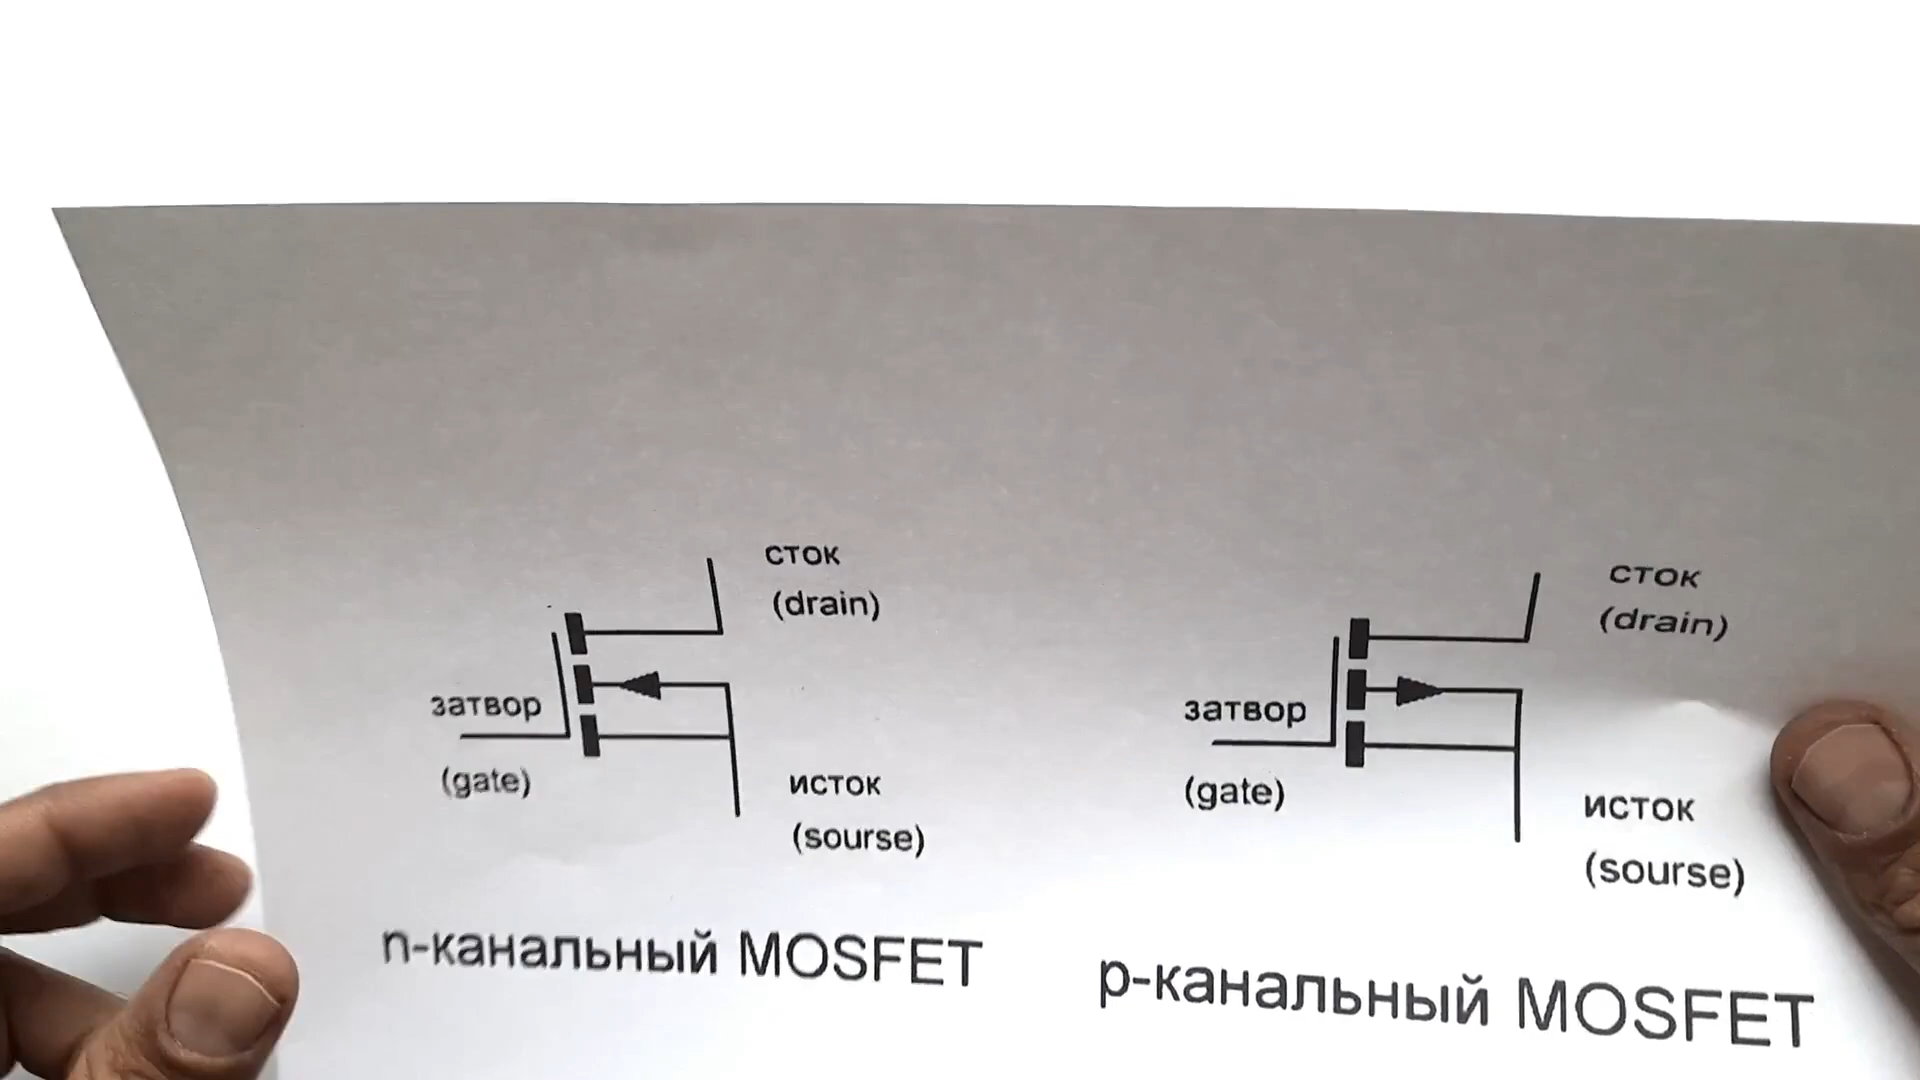 сток
(drain)
затвор
(gate)
исток
(sourse)
n-канальный MOSFET
сток
(drain)
затвор
(gate)
исток
(sourse)
р-канальный MOSFET